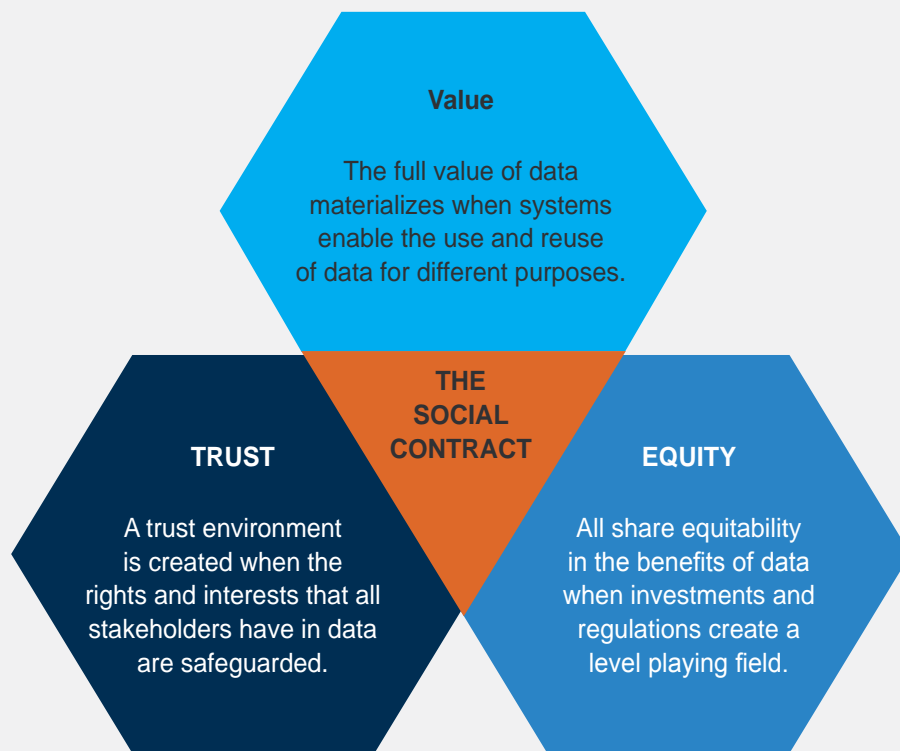 Value
The full value of data
materializes when systems
enable the use and reuse
of data for different purposes.
THE
SOCIAL
CONTRACT
TRUST
A trust environment
is created when the
rights and interests that all
stakeholders have in data
are safeguarded.
EQUITY
All share equitability
in the benefits of data
when investments and
regulations create a
level playing field.